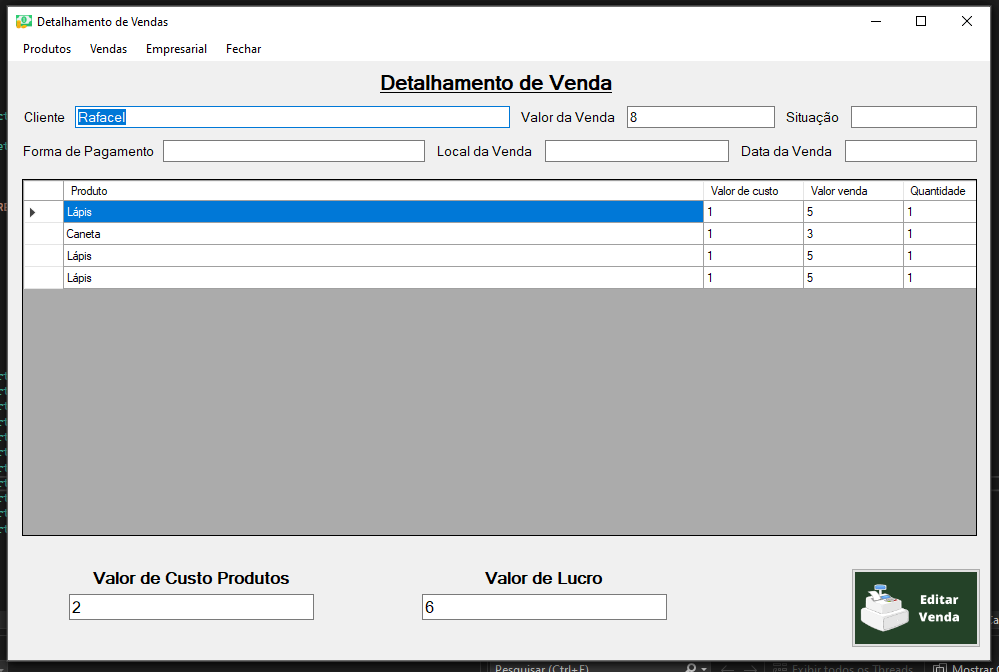 Detalhamento de Vendas
Produtos Vendas Empresarial Fechar
Detalhamento de Venda
Cliente Rafacel Valor da Venda 8 Situação
Forma de Pagamento Local da Venda Data da Venda
Produto Valor de custo Valor venda Quantidade
Lápis 1 5 1
Caneta 1 3 1
Lápis 1 5 1
Lápis 1 5 1
Valor de Custo Produtos Valor de Lucro
2 6
Editar
Venda
Pesquisar (Ctrl+E) Exibir todos os Threads Mostrar